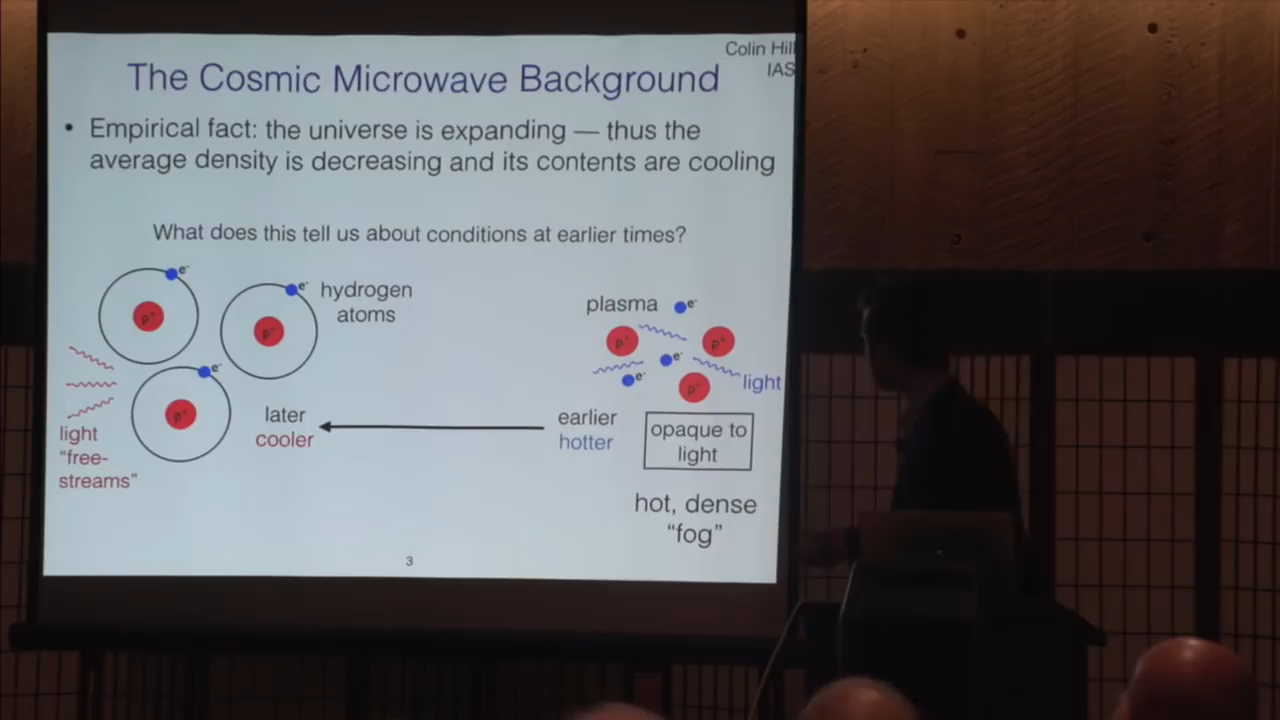 Colin Hill
IAS
The Cosmic Microwave Background
• Empirical fact: the universe is expanding — thus the
average density is decreasing and its contents are cooling
What does this tell us about conditions at earlier times?
e-
e-
hydrogen
atoms
p+
p+
e-
p+
light
“free-
streams”
later
cooler
plasma
e-
p+
p+
e-
e-
p+
light
earlier
hotter
opaque to
light
hot, dense
“fog”
3